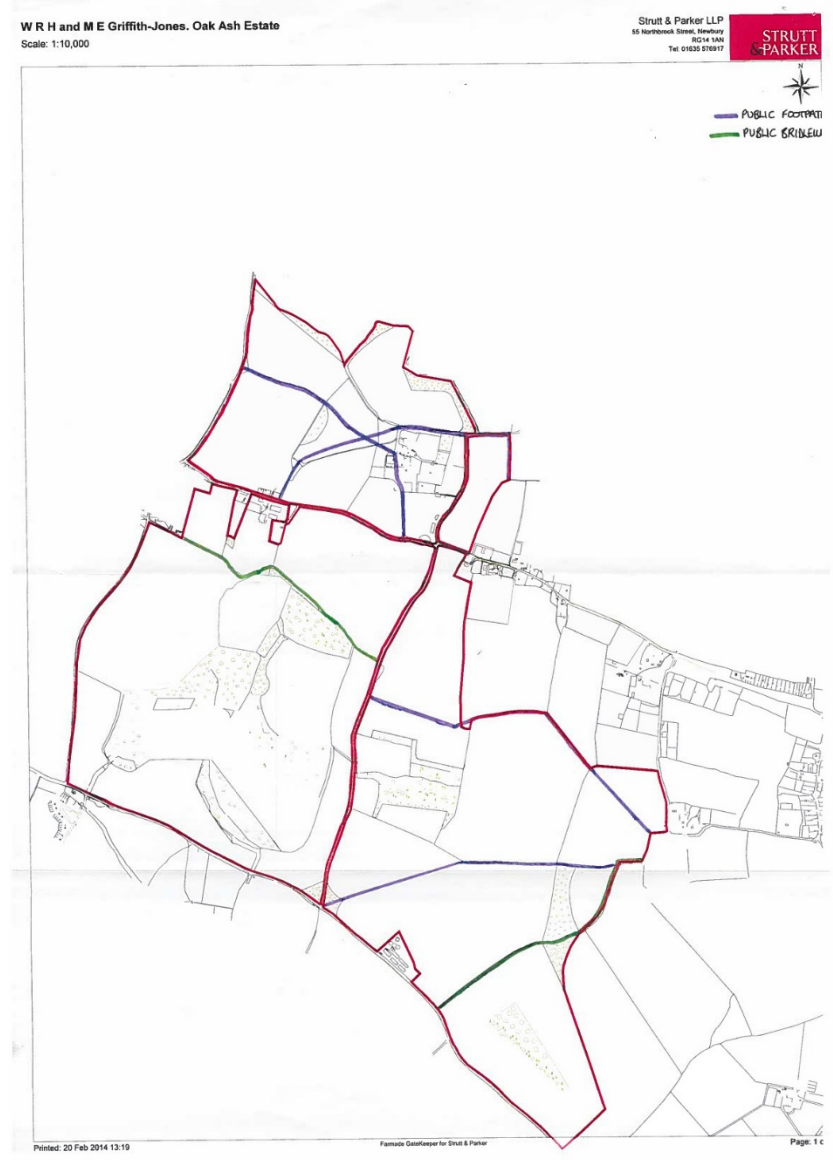 W R H and M E Griffith-Jones. Oak Ash Estate
Scale: 1:10,000
Strutt & Parker LLP
55 Northbrook Street, Newbury
RG14 1AN
Tel: 01635 576917
STRUTT
& PARKER
N
PUBLIC FOOTPAT
PUBLIC BRIDLEW
Printed: 20 Feb 2014 13:19
Farmade GateKeeper for Strutt & Parker
Page: 1 o